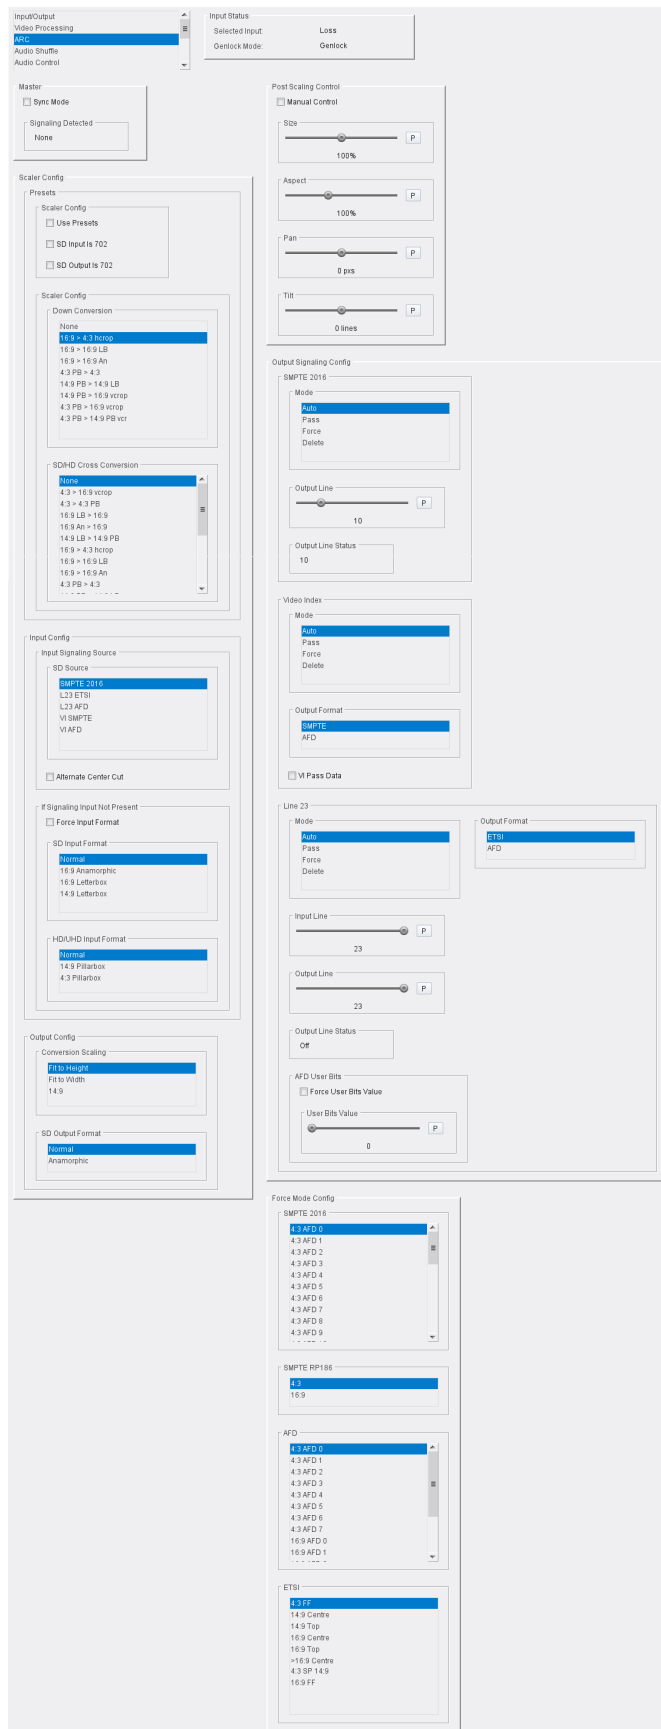 Input/Output
Video Processing
ARC
Audio Shuffle
Audio Control
Input Status
Selected Input: Loss
Genlock Mode: Genlock
Master
Sync Mode
Signaling Detected
None
Scaler Config
Presets
Scaler Config
Use Presets
SD Input Is 702
SD Output Is 702
Scaler Config
Down Conversion
None
16:9 > 4:3 hcrop
16:9 > 16:9 LB
16:9 > 16:9 An
4:3 PB > 4:3
14:9 PB > 14:9 LB
14:9 PB > 16:9 vcrop
4:3 PB > 16:9 vcrop
4:3 PB > 14:9 PB vcr
SD/HD Cross Conversion
None
4:3 > 16:9 vcrop
4:3 > 4:3 PB
16:9 LB > 16:9
16:9 An > 16:9
14:9 LB > 14:9 PB
16:9 > 4:3 hcrop
16:9 > 16:9 LB
16:9 > 16:9 An
4:3 PB > 4:3
Input Config
Input Signaling Source
SD Source
SMPTE 2016
L23 ETSI
L23 AFD
VI SMPTE
VI AFD
Alternate Center Cut
If Signaling Input Not Present
Force Input Format
SD Input Format
Normal
16:9 Anamorphic
16:9 Letterbox
14:9 Letterbox
HD/UHD Input Format
Normal
14:9 Pillarbox
4:3 Pillarbox
Output Config
Conversion Scaling
Fit to Height
Fit to Width
14:9
SD Output Format
Normal
Anamorphic
Post Scaling Control
Manual Control
Size
P
100%
Aspect
P
100%
Pan
P
0 pxs
Tilt
P
0 lines
Output Signaling Config
SMPTE 2016
Mode
Auto
Pass
Force
Delete
Output Line
P
10
Output Line Status
10
Video Index
Mode
Auto
Pass
Force
Delete
Output Format
SMPTE
AFD
VI Pass Data
Line 23
Mode
Auto
Pass
Force
Delete
Output Format
ETSI
AFD
Input Line
P
23
Output Line
P
23
Output Line Status
Off
AFD User Bits
Force User Bits Value
User Bits Value
P
0
Force Mode Config
SMPTE 2016
4:3 AFD 0
4:3 AFD 1
4:3 AFD 2
4:3 AFD 3
4:3 AFD 4
4:3 AFD 5
4:3 AFD 6
4:3 AFD 7
4:3 AFD 8
4:3 AFD 9
SMPTE RP186
4:3
16:9
AFD
4:3 AFD 0
4:3 AFD 1
4:3 AFD 2
4:3 AFD 3
4:3 AFD 4
4:3 AFD 5
4:3 AFD 6
4:3 AFD 7
16:9 AFD 0
16:9 AFD 1
ETSI
4:3 FF
14:9 Centre
14:9 Top
16:9 Centre
16:9 Top
>16:9 Centre
4:3 SP 14:9
16:9 FF